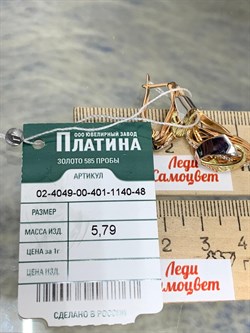 ООО ЮВЕЛИРНЫЙ ЗАВОД
ПЛАТИНА
ЗОЛОТО 585 ПРОБЫ
АРТИКУЛ
02-4049-00-401-1140-48
РАЗМЕР
МАССА ИЗД. 5,79
ЦЕНА за 1г
ЦЕНА ИЗД.
СДЕЛАНО В РОССИИ
Леди
Самоцвет
Леди
Самоцвет